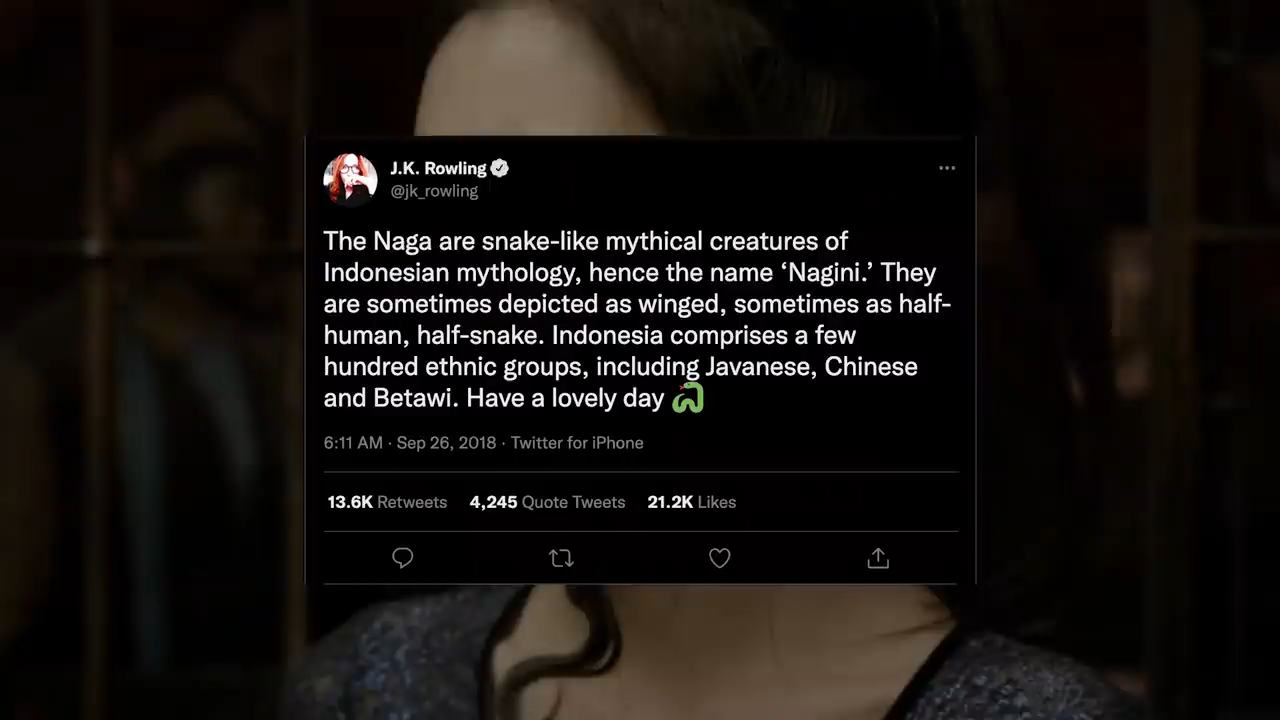 J.K. Rowling
@jk_rowling
The Naga are snake-like mythical creatures of
Indonesian mythology, hence the name ‘Nagini.’ They
are sometimes depicted as winged, sometimes as half-
human, half-snake. Indonesia comprises a few
hundred ethnic groups, including Javanese, Chinese
and Betawi. Have a lovely day 🐍
6:11 AM · Sep 26, 2018 · Twitter for iPhone
13.6K Retweets 4,245 Quote Tweets 21.2K Likes